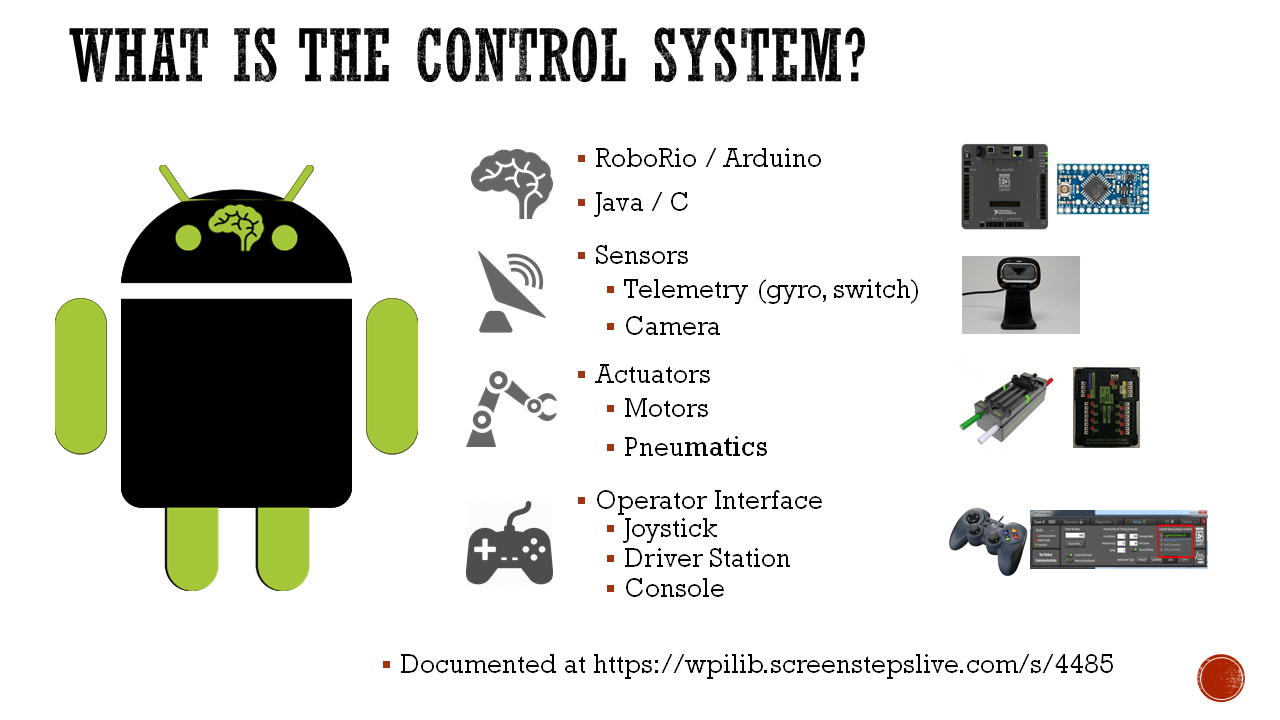 WHAT IS THE CONTROL SYSTEM?
RoboRio / Arduino
Java / C
Sensors
Telemetry (gyro, switch)
Camera
Actuators
Motors
Pneumatics
Operator Interface
Joystick
Driver Station
Console
Documented at https://wpilib.screenstepslive.com/s/4485